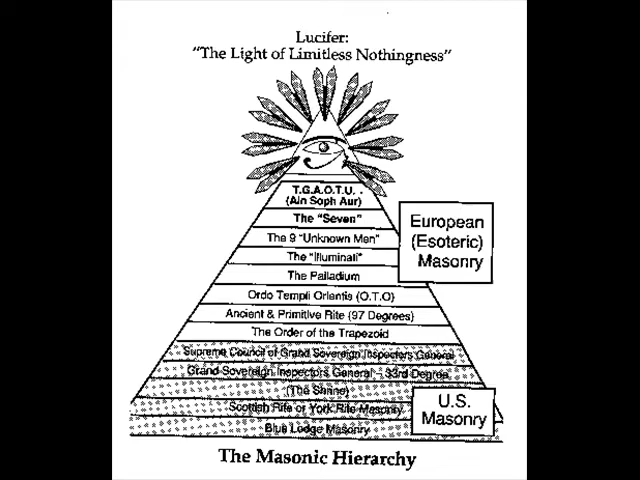 Lucifer:
"The Light of Limitless Nothingness"
T.G.A.O.T.U.
(Ain Soph Aur)
The "Seven"
The 9 "Unknown Men"
The "Illuminati"
The Palladium
Ordo Templi Orientis (O.T.O)
Ancient & Primitive Rite (97 Degrees)
The Order of the Trapezoid
Supreme Council of Grand Sovereign Inspectors General
Grand Sovereign Inspectors General - 33rd Degree
(The Shrine)
Scottish Rite or York Rite Masonry
Blue Lodge Masonry
European
(Esoteric)
Masonry
U.S.
Masonry
The Masonic Hierarchy